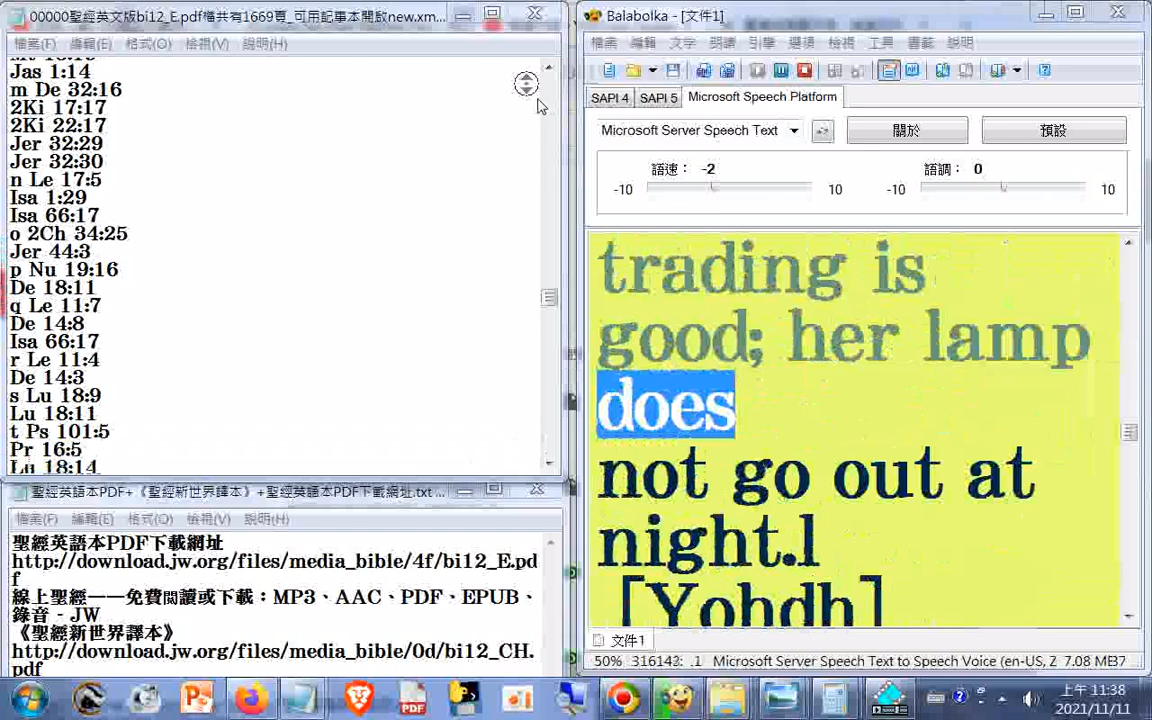 00000聖經英文版bi12_E.pdf檔共有1669頁_可用記事本開啟new.xm...
檔案(F) 編輯(E) 格式(O) 檢視(V) 說明(H)
Jas 1:14
m De 32:16
2Ki 17:17
2Ki 22:17
Jer 32:29
Jer 32:30
n Le 17:5
Isa 1:29
Isa 66:17
o 2Ch 34:25
Jer 44:3
p Nu 19:16
De 18:11
q Le 11:7
De 14:8
Isa 66:17
r Le 11:4
De 14:3
s Lu 18:9
Lu 18:11
t Ps 101:5
Pr 16:5
Lu 18:14
聖經英語本PDF+《聖經新世界譯本》+聖經英語本PDF下載網址.txt ...
檔案(F) 編輯(E) 格式(O) 檢視(V) 說明(H)
聖經英語本PDF下載網址
http://download.jw.org/files/media_bible/4f/bi12_E.pd
f
線上聖經——免費閱讀或下載：MP3、AAC、PDF、EPUB、
錄音 - JW
《聖經新世界譯本》
http://download.jw.org/files/media_bible/0d/bi12_CH.
pdf
Balabolka - [文件1]
檔案 編輯 文字 朗讀 引擎 選項 檢視 工具 書籤 說明
SAPI 4 SAPI 5 Microsoft Speech Platform
Microsoft Server Speech Text 關於 預設
語速： -2 語調： 0
-10 10 -10 10
trading is
good; her lamp
does
not go out at
night.l
[Yohdh]
文件1
50% 316142: .1 Microsoft Server Speech Text to Speech Voice (en-US, Z 7.08 MB37
PDF
上午 11:38
2021/11/11